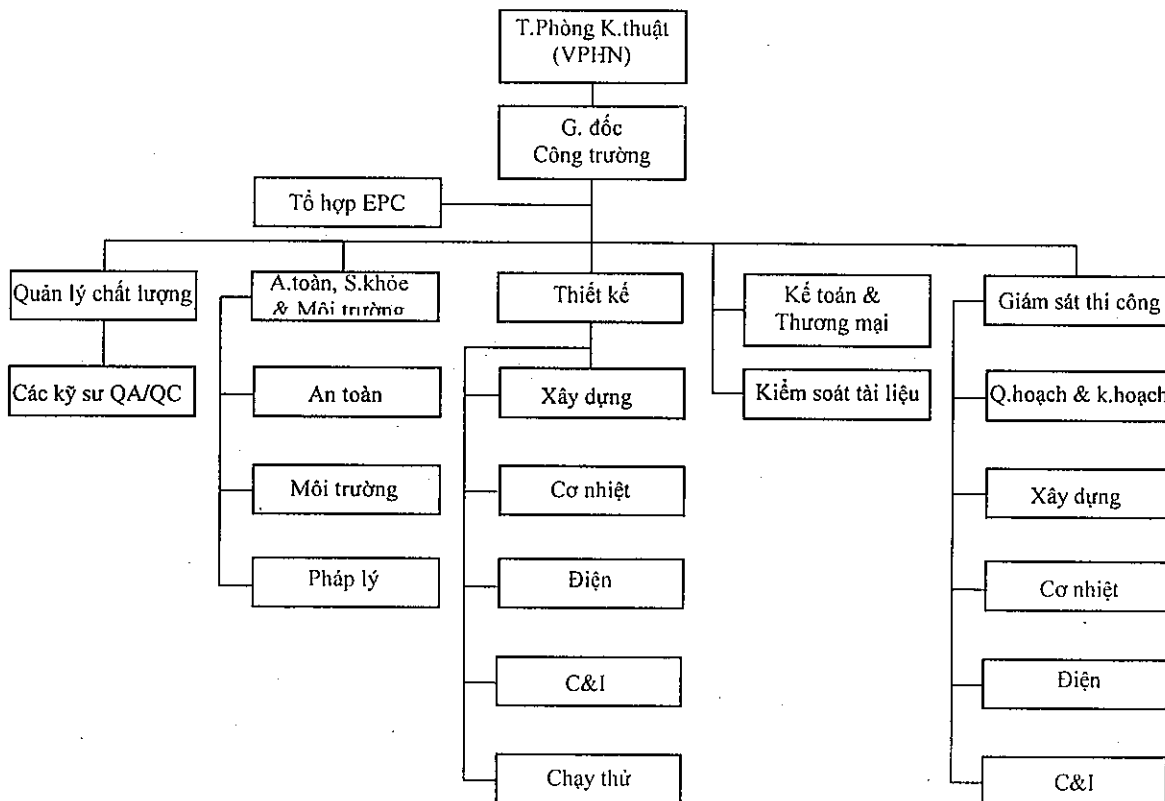 T.Phòng K.thuật
(VPHN)
G. đốc
Công trường
Tổ hợp EPC
Quản lý chất lượng
Các kỹ sư QA/QC
A.toàn, S.khỏe
& Môi trường
An toàn
Môi trường
Pháp lý
Thiết kế
Xây dựng
Cơ nhiệt
Điện
C&I
Chạy thử
Kế toán &
Thương mại
Kiểm soát tài liệu
Giám sát thi công
Q.hoạch & k.hoạch
Xây dựng
Cơ nhiệt
Điện
C&I